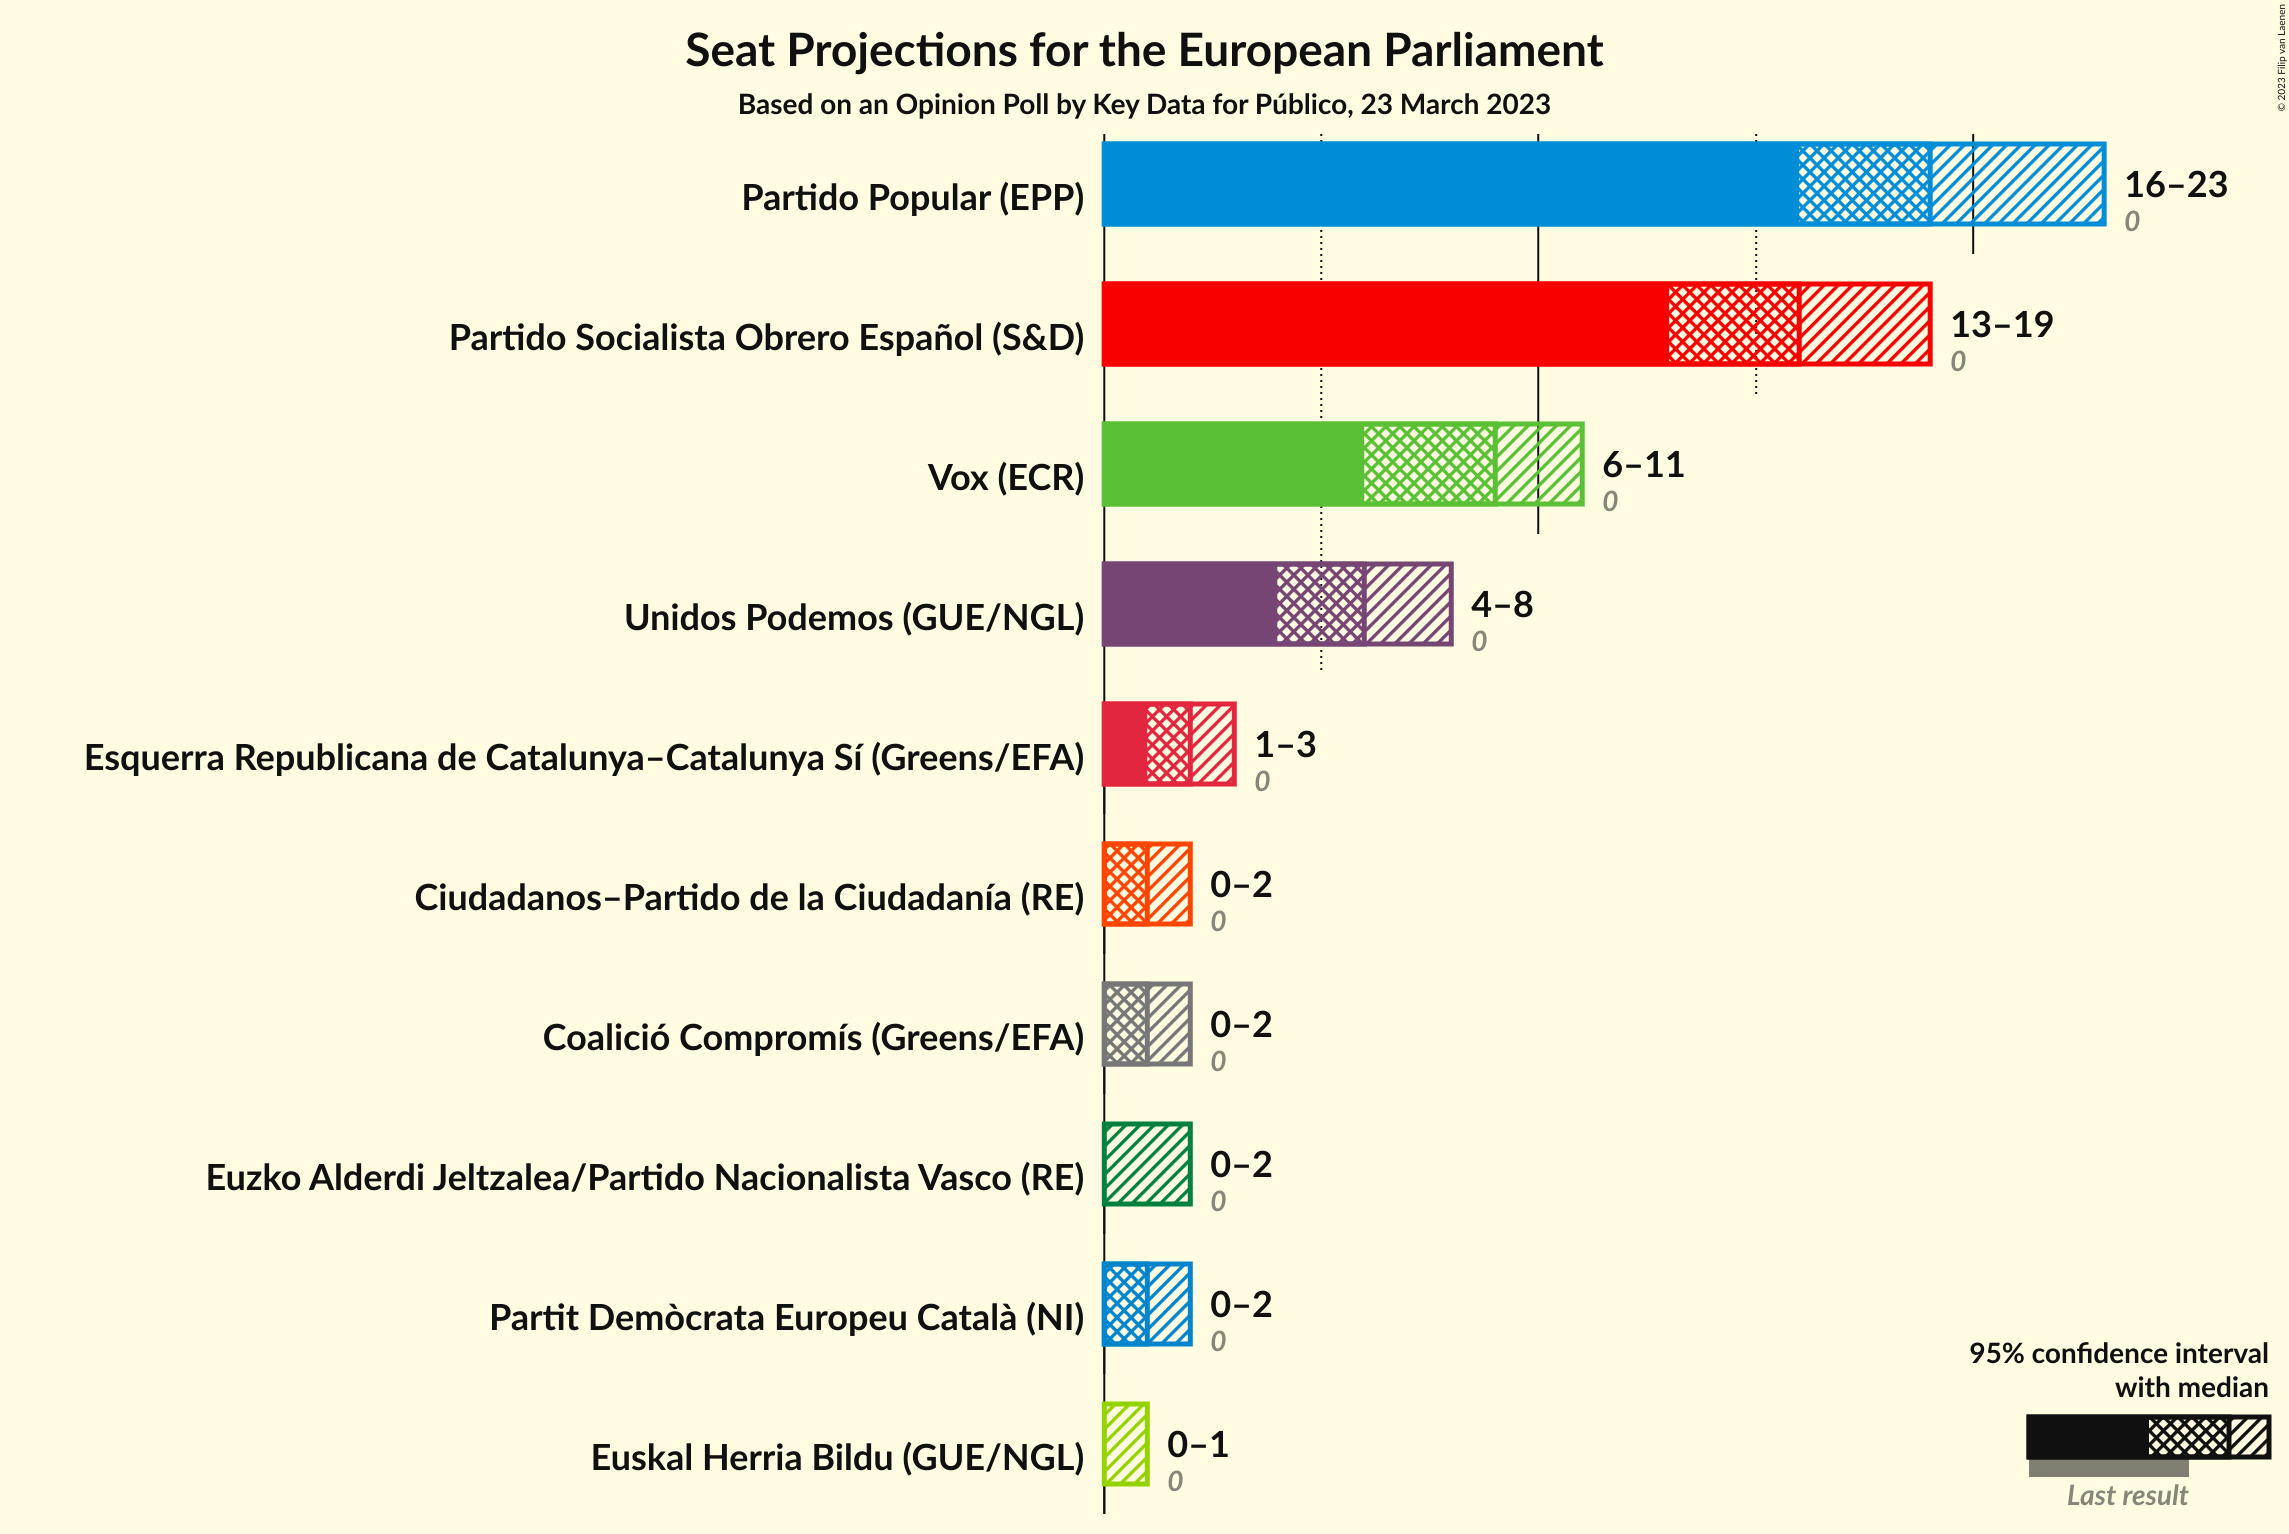 Seat Projections for the European Parliament
Based on an Opinion Poll by Key Data for Público, 23 March 2023
© 2023 Filip van Laenen
Partido Popular (EPP)
16–23
0
Partido Socialista Obrero Español (S&D)
13–19
0
Vox (ECR)
6–11
0
Unidos Podemos (GUE/NGL)
4–8
0
Esquerra Republicana de Catalunya–Catalunya Sí (Greens/EFA)
1–3
0
Ciudadanos–Partido de la Ciudadanía (RE)
0–2
0
Coalició Compromís (Greens/EFA)
0–2
0
Euzko Alderdi Jeltzalea/Partido Nacionalista Vasco (RE)
0–2
0
Partit Demòcrata Europeu Català (NI)
0–2
0
Euskal Herria Bildu (GUE/NGL)
0–1
0
95% confidence interval
with median
Last result